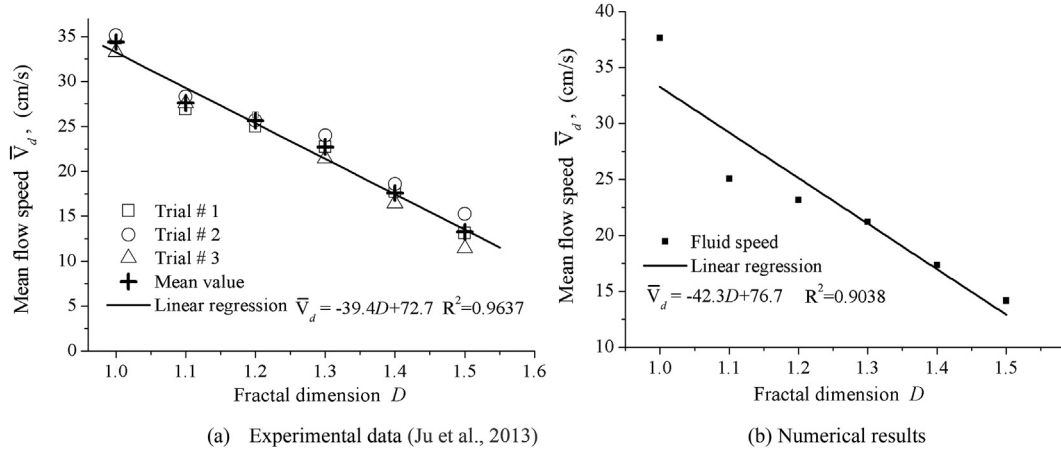 35
30
25
20
15
10
5
0
Mean flow speed V̅d, (cm/s)
Trial # 1
Trial # 2
Trial # 3
Mean value
Linear regression V̅d = -39.4D+72.7 R²=0.9637
1.0 1.1 1.2 1.3 1.4 1.5 1.6
Fractal dimension D
(a) Experimental data (Ju et al., 2013)
40
35
30
25
20
15
10
Mean flow speed V̅d, (cm/s)
Fluid speed
Linear regression
V̅d = -42.3D+76.7 R²=0.9038
1.0 1.1 1.2 1.3 1.4 1.5
Fractal dimension D
(b) Numerical results